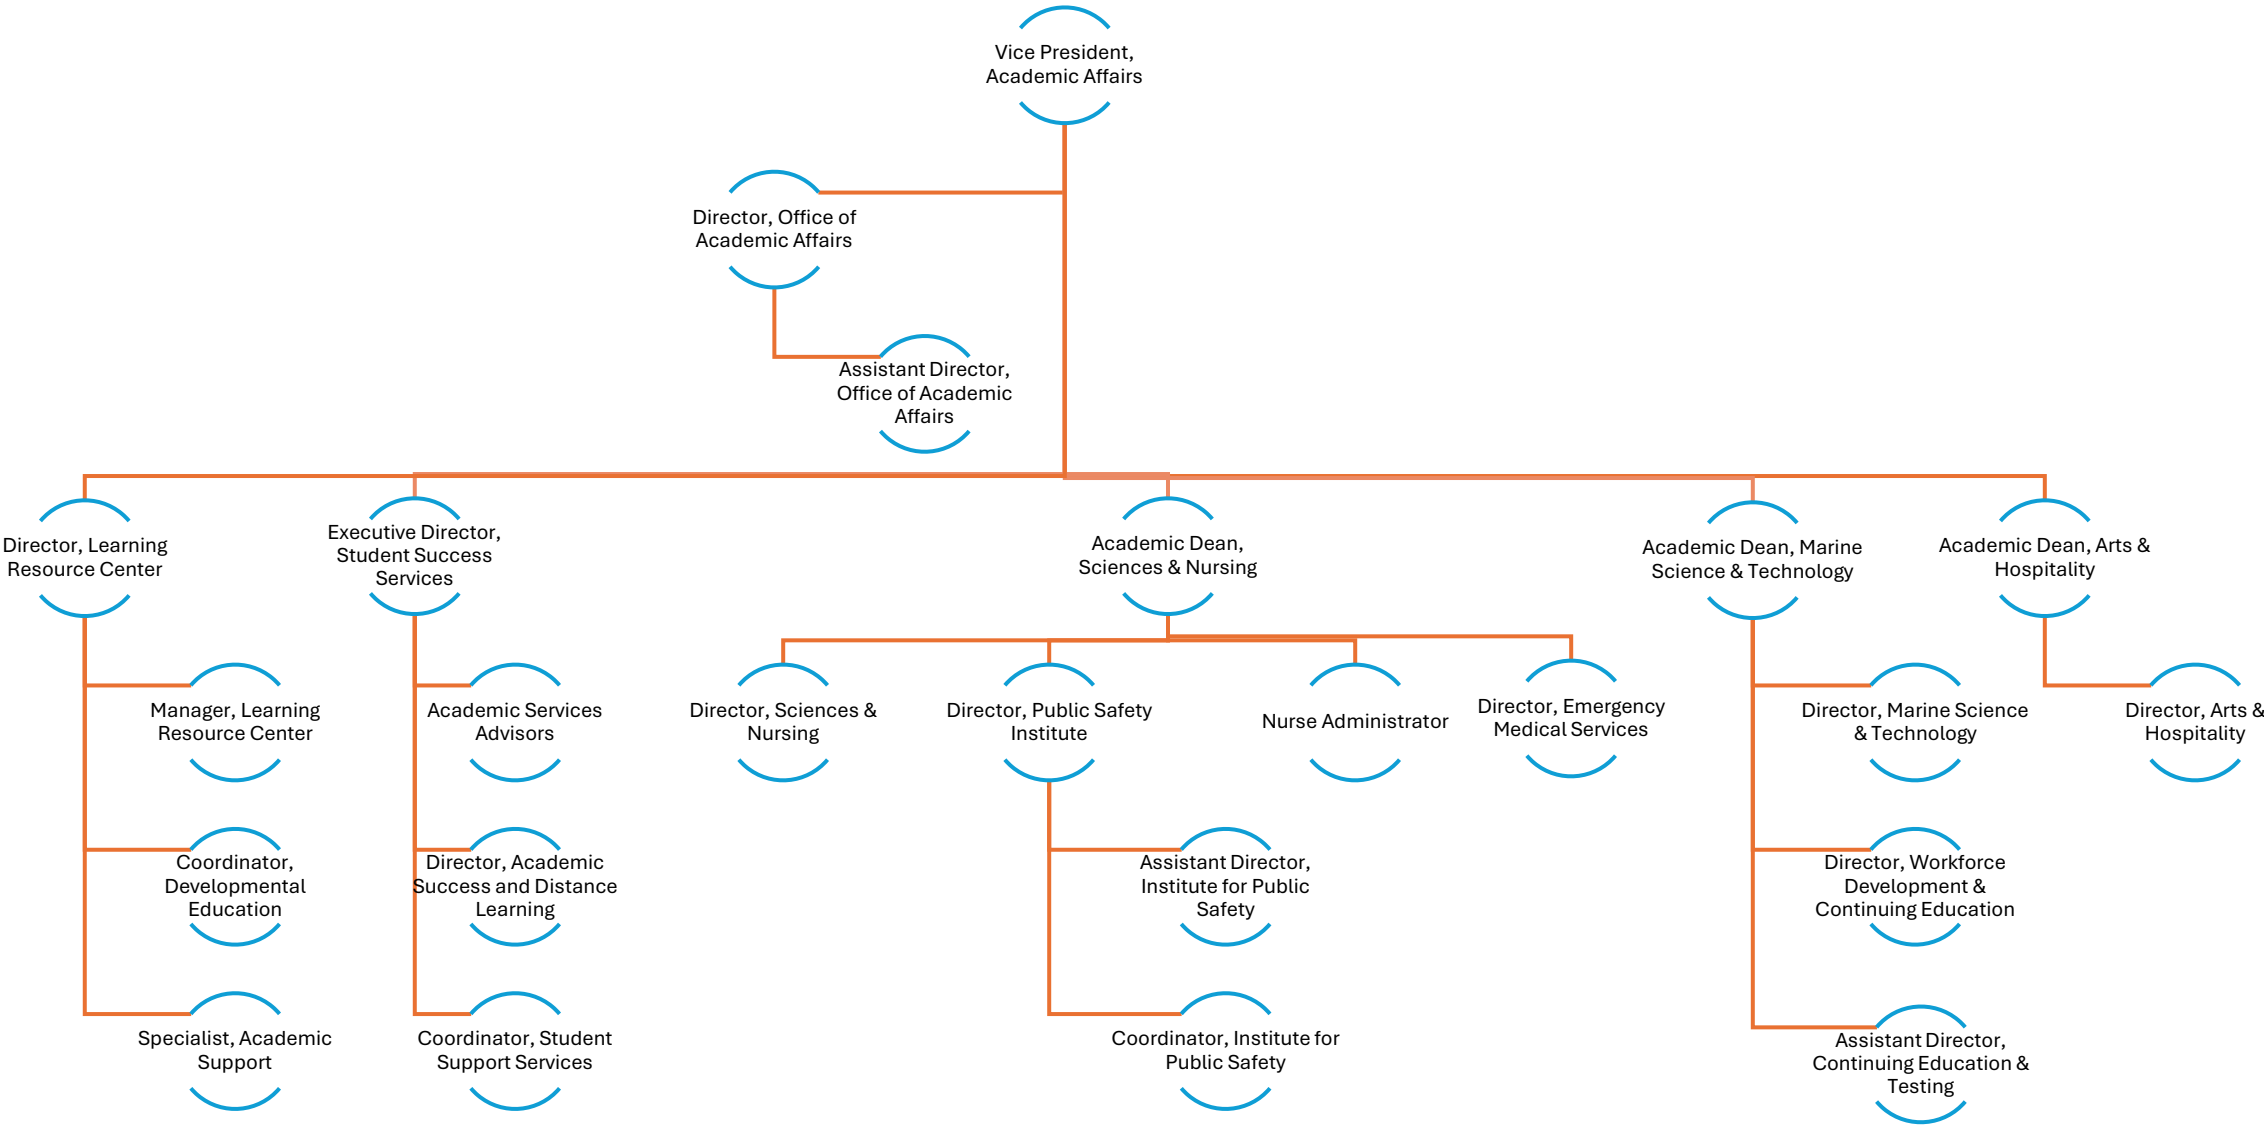 Vice President,
Academic Affairs
Director, Office of
Academic Affairs
Assistant Director,
Office of Academic
Affairs
Director, Learning
Resource Center
Executive Director,
Student Success
Services
Academic Dean,
Sciences & Nursing
Academic Dean, Marine
Science & Technology
Academic Dean, Arts &
Hospitality
Manager, Learning
Resource Center
Academic Services
Advisors
Director, Sciences &
Nursing
Director, Public Safety
Institute
Nurse Administrator
Director, Emergency
Medical Services
Director, Marine Science
& Technology
Director, Arts &
Hospitality
Coordinator,
Developmental
Education
Director, Academic
Success and Distance
Learning
Assistant Director,
Institute for Public
Safety
Director, Workforce
Development &
Continuing Education
Specialist, Academic
Support
Coordinator, Student
Support Services
Coordinator, Institute for
Public Safety
Assistant Director,
Continuing Education &
Testing